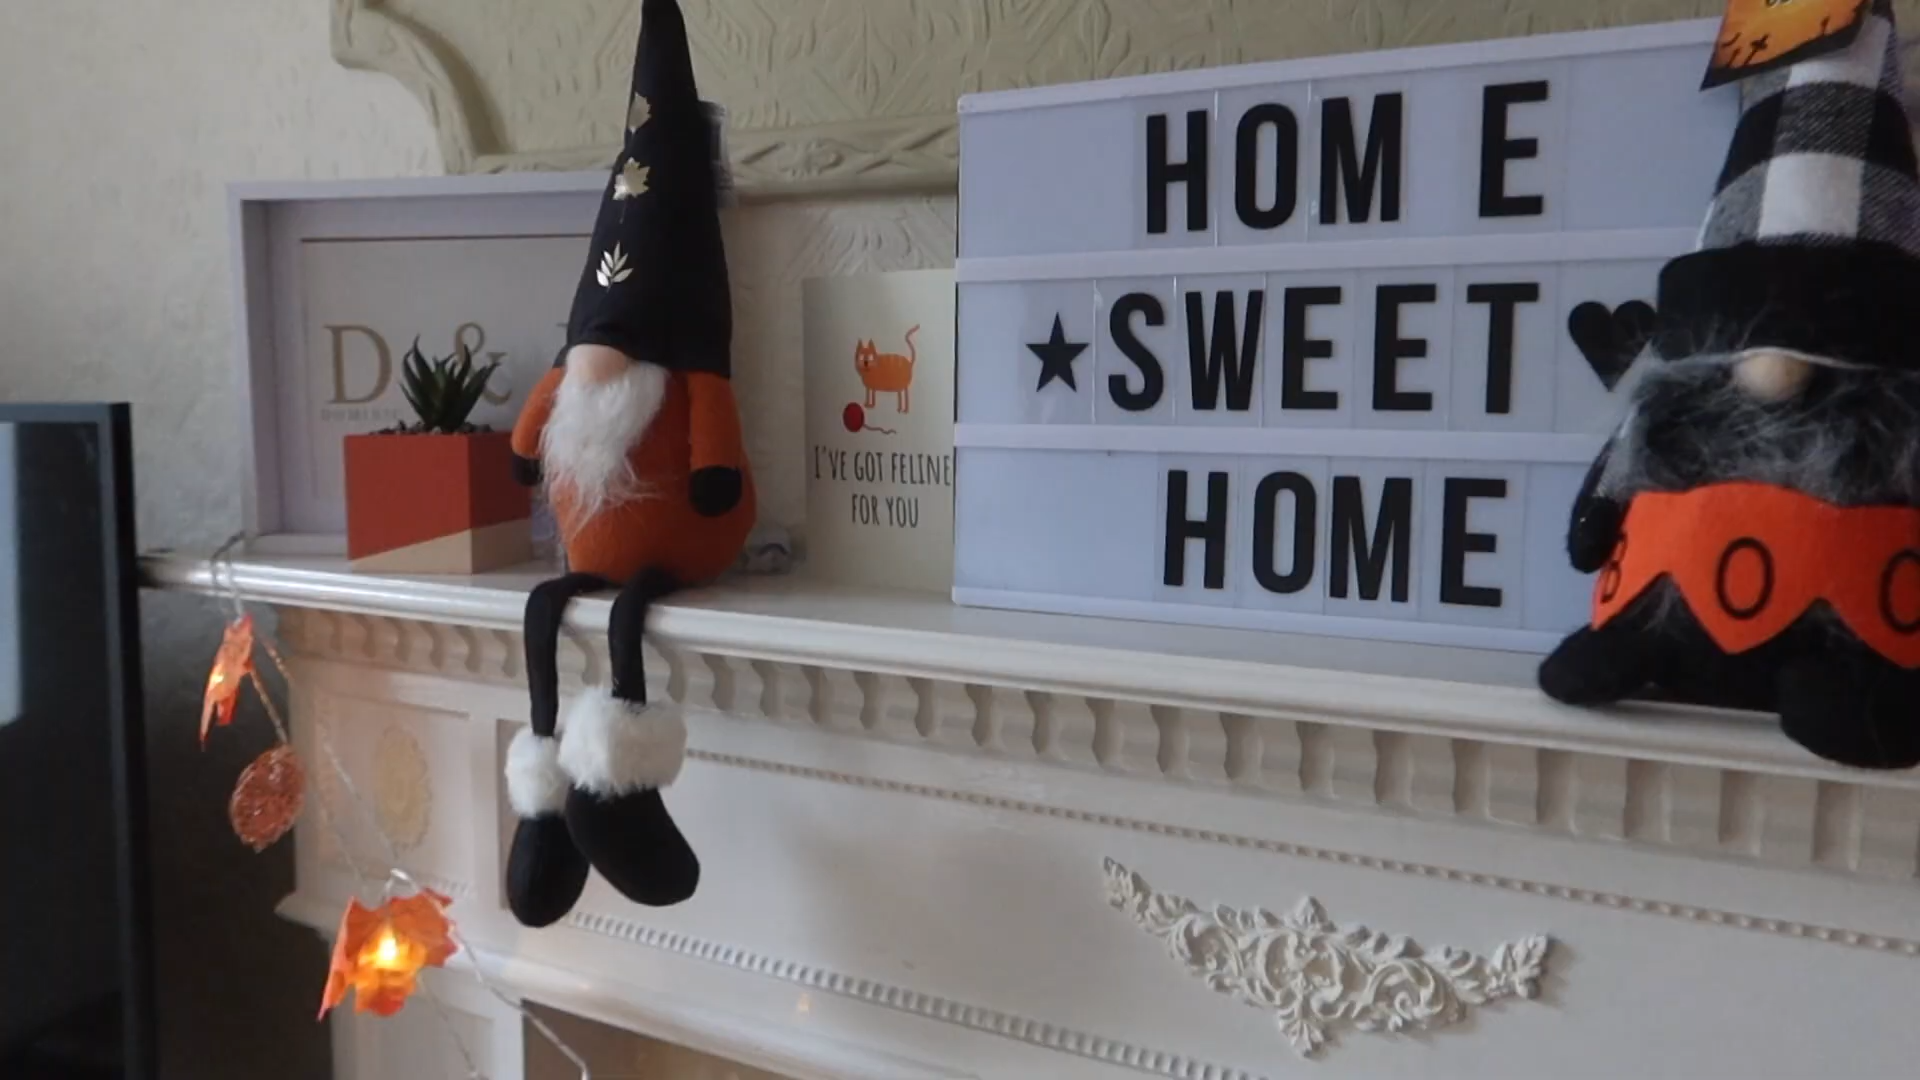 D &
I'VE GOT FELINE
FOR YOU
HOM E
★SWEET♥
HOME
BOO